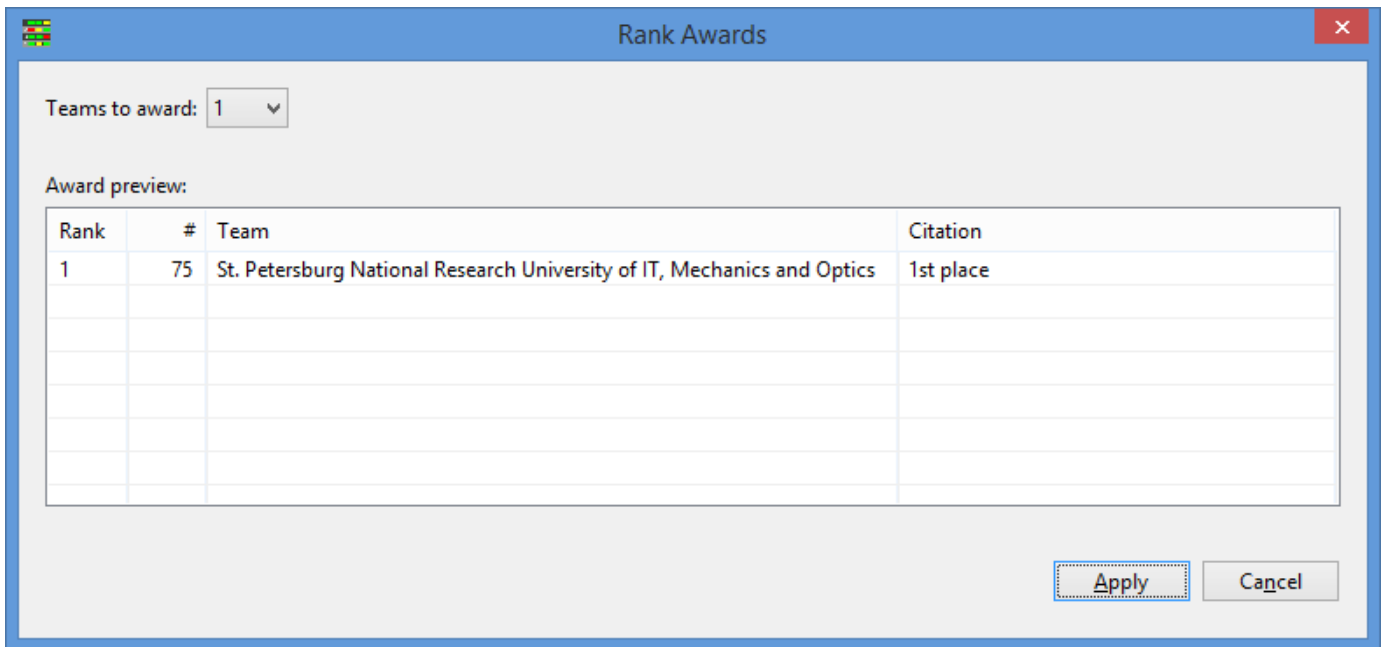 Rank Awards
Teams to award: 1
Award preview:
Rank # Team Citation
1 75 St. Petersburg National Research University of IT, Mechanics and Optics 1st place
Apply Cancel